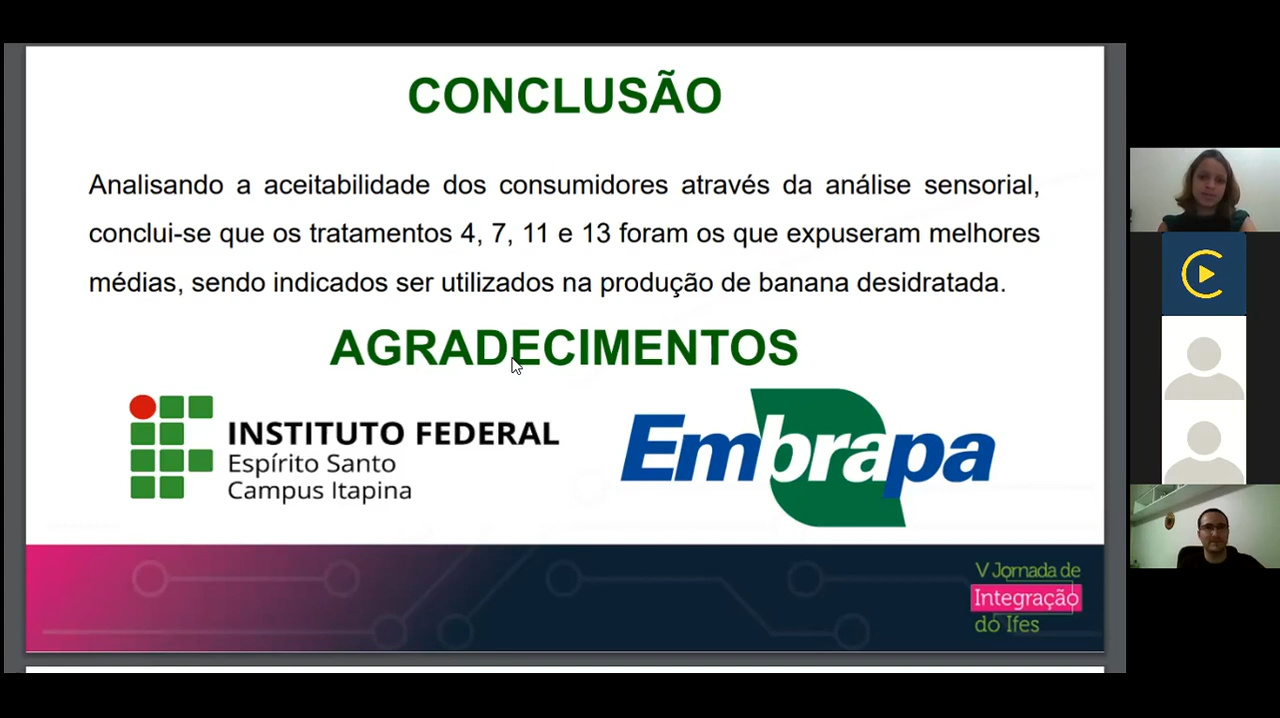 CONCLUSÃO
Analisando a aceitabilidade dos consumidores através da análise sensorial,
conclui-se que os tratamentos 4, 7, 11 e 13 foram os que expuseram melhores
médias, sendo indicados ser utilizados na produção de banana desidratada.
AGRADECIMENTOS
INSTITUTO FEDERAL
Espírito Santo
Campus Itapina
Embrapa
V Jornada de
Integração
do Ifes